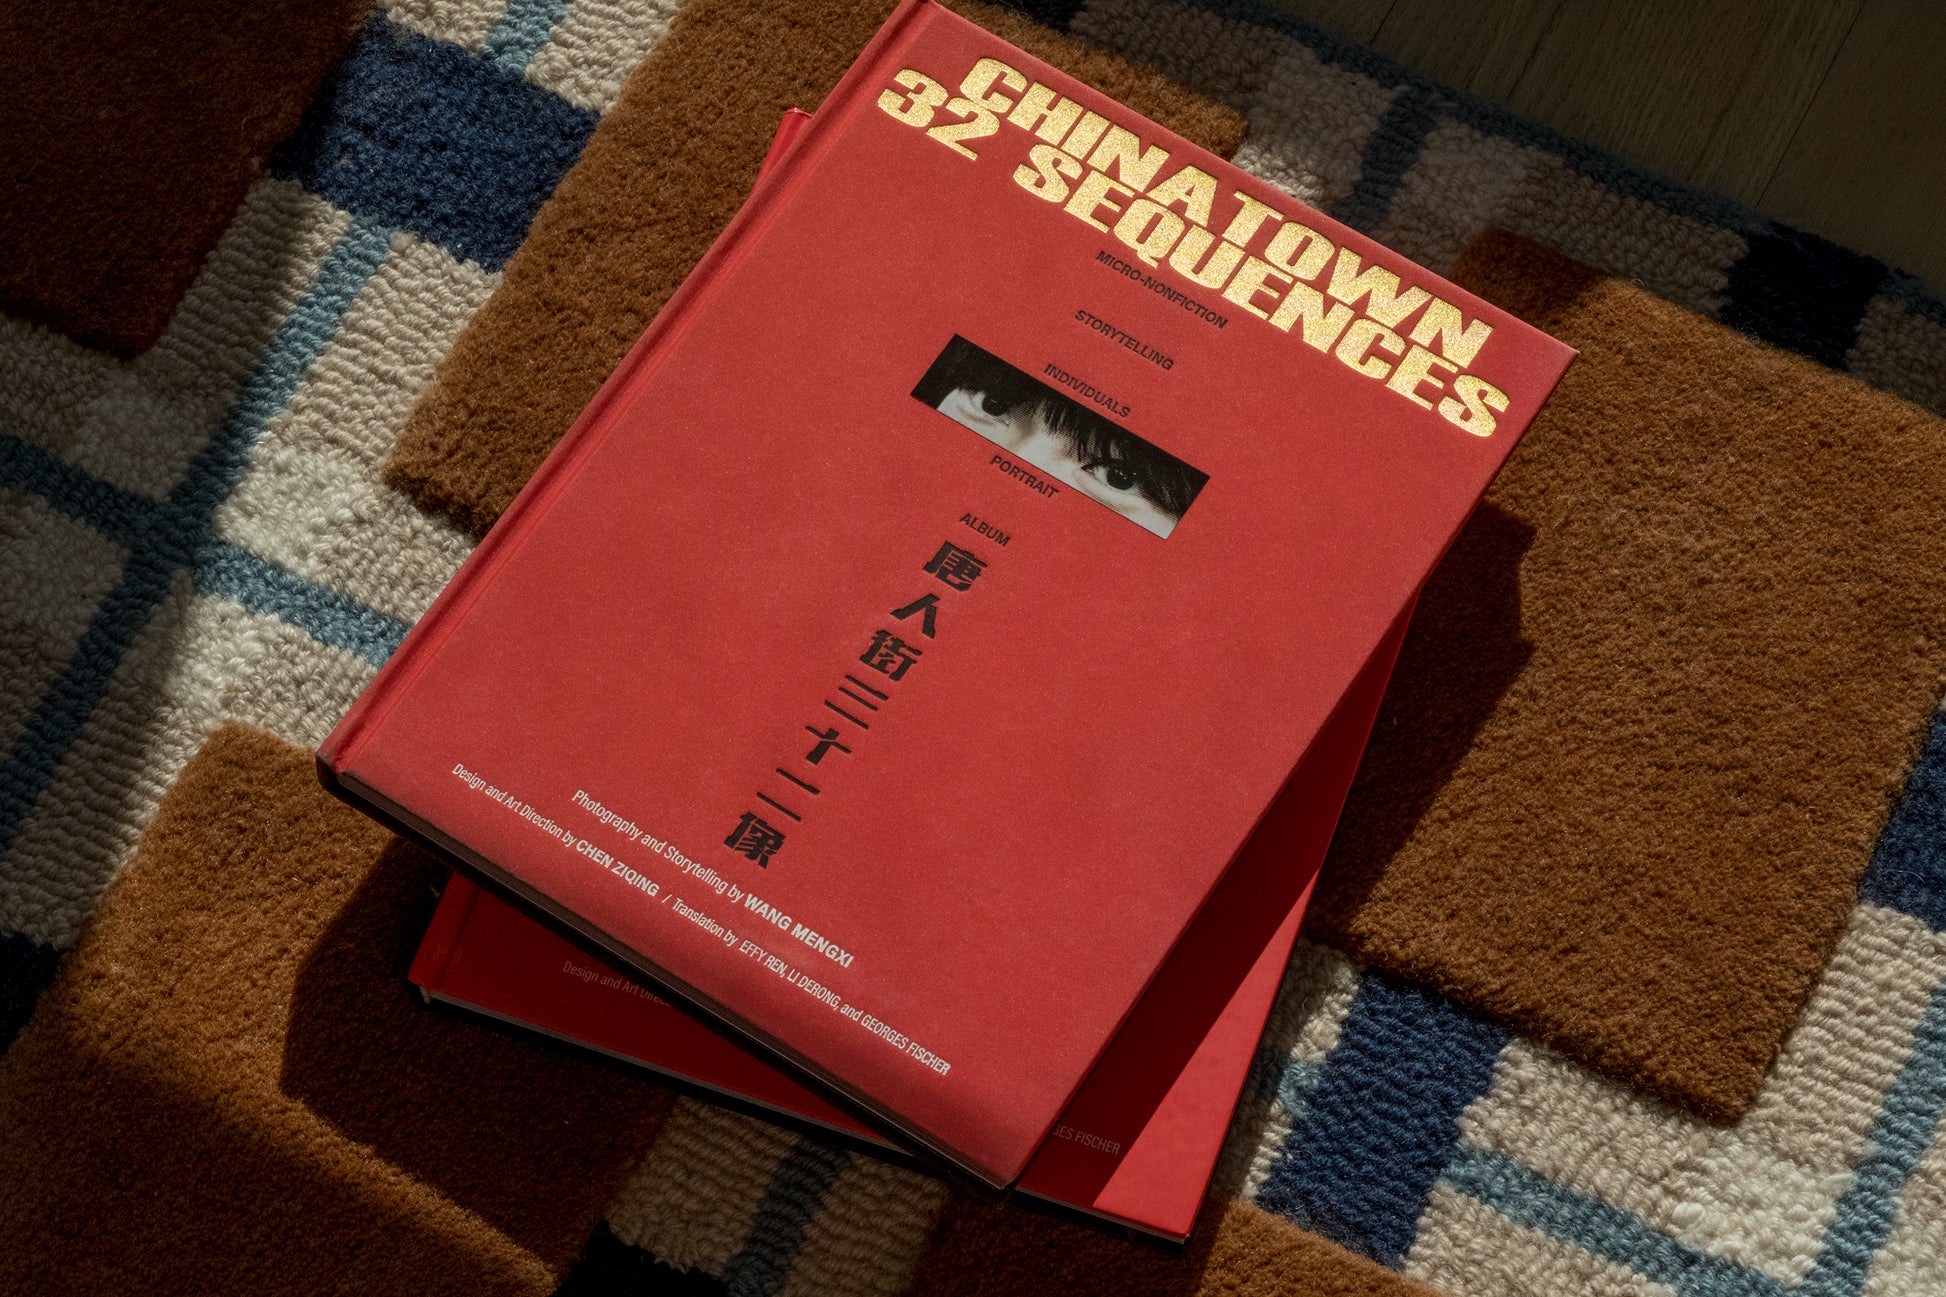 CHINATOWN
32 SEQUENCES
MICRO-NONFICTION
STORYTELLING
INDIVIDUALS
PORTRAIT
ALBUM
唐人街三十二像
Photography and Storytelling by WANG MENGXI
Design and Art Direction by CHEN ZIQING / Translation by EFFY REN, LI DERONG, and GEORGES FISCHER
Design and Art Direc
GES FISCHER